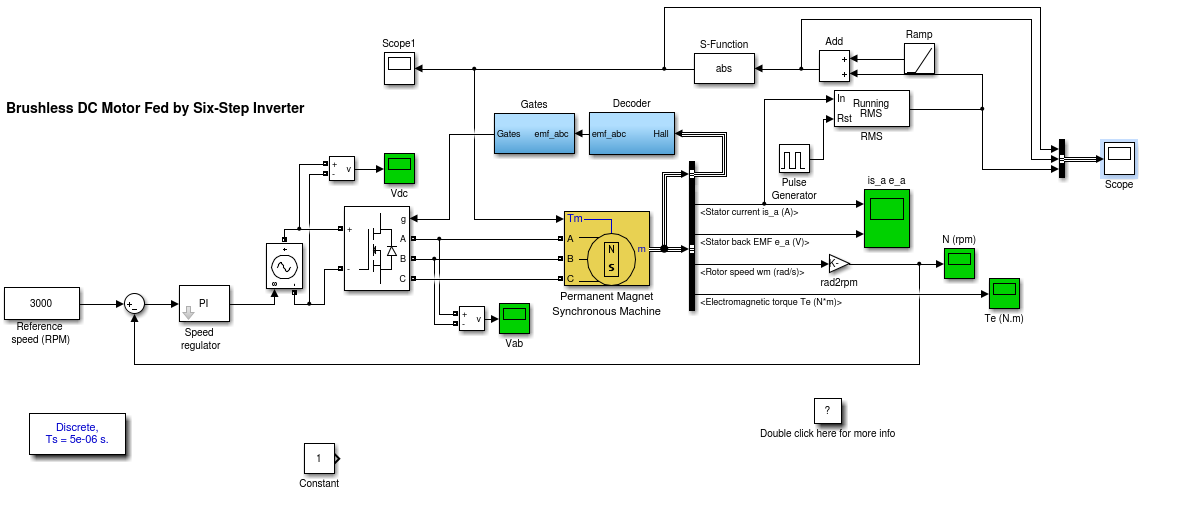 Scope1
S-Function
abs
Add
+
+
Ramp
Brushless DC Motor Fed by Six-Step Inverter
Gates
Gates emf_abc
Decoder
emf_abc Hall
In
Rst
Running
RMS
RMS
Pulse
Generator
Scope
+
-
v
Vdc
is_a e_a
<Stator current is_a (A)>
<Stator back EMF e_a (V)>
<Rotor speed wm (rad/s)>
<Electromagnetic torque Te (N*m)>
g
+
A
B
-
C
Tm
A
B
C
N
S
m
Permanent Magnet
Synchronous Machine
K-
rad2rpm
N (rpm)
Te (N.m)
3000
Reference
speed (RPM)
+
-
PI
Speed
regulator
+
-
v
Vab
Discrete,
Ts = 5e-06 s.
1
Constant
?
Double click here for more info